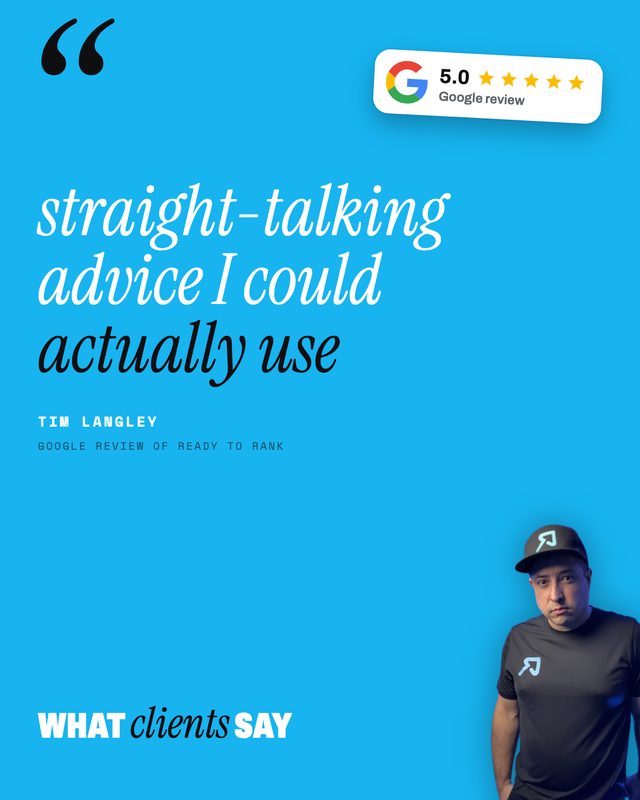 “
5.0
Google review
straight-talking
advice I could
actually use
TIM LANGLEY
GOOGLE REVIEW OF READY TO RANK
WHAT clients SAY